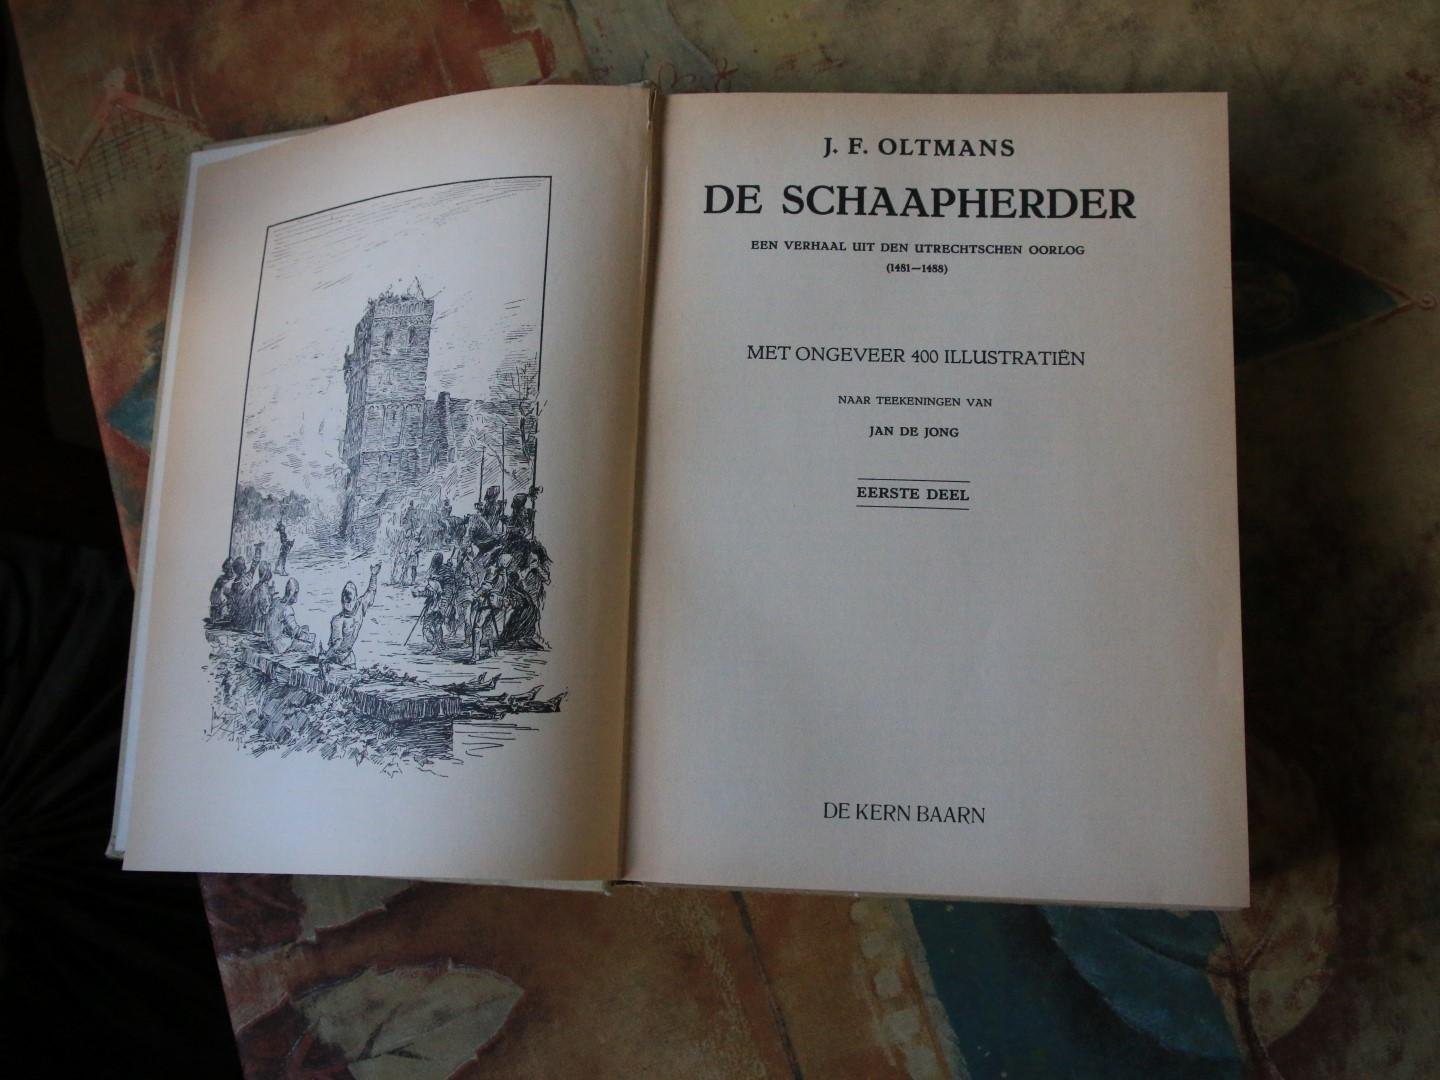 J. F. OLTMANS
DE SCHAAPHERDER
EEN VERHAAL UIT DEN UTRECHTSCHEN OORLOG
(1481—1488)
MET ONGEVEER 400 ILLUSTRATIËN
NAAR TEEKENINGEN VAN
JAN DE JONG
EERSTE DEEL
DE KERN BAARN